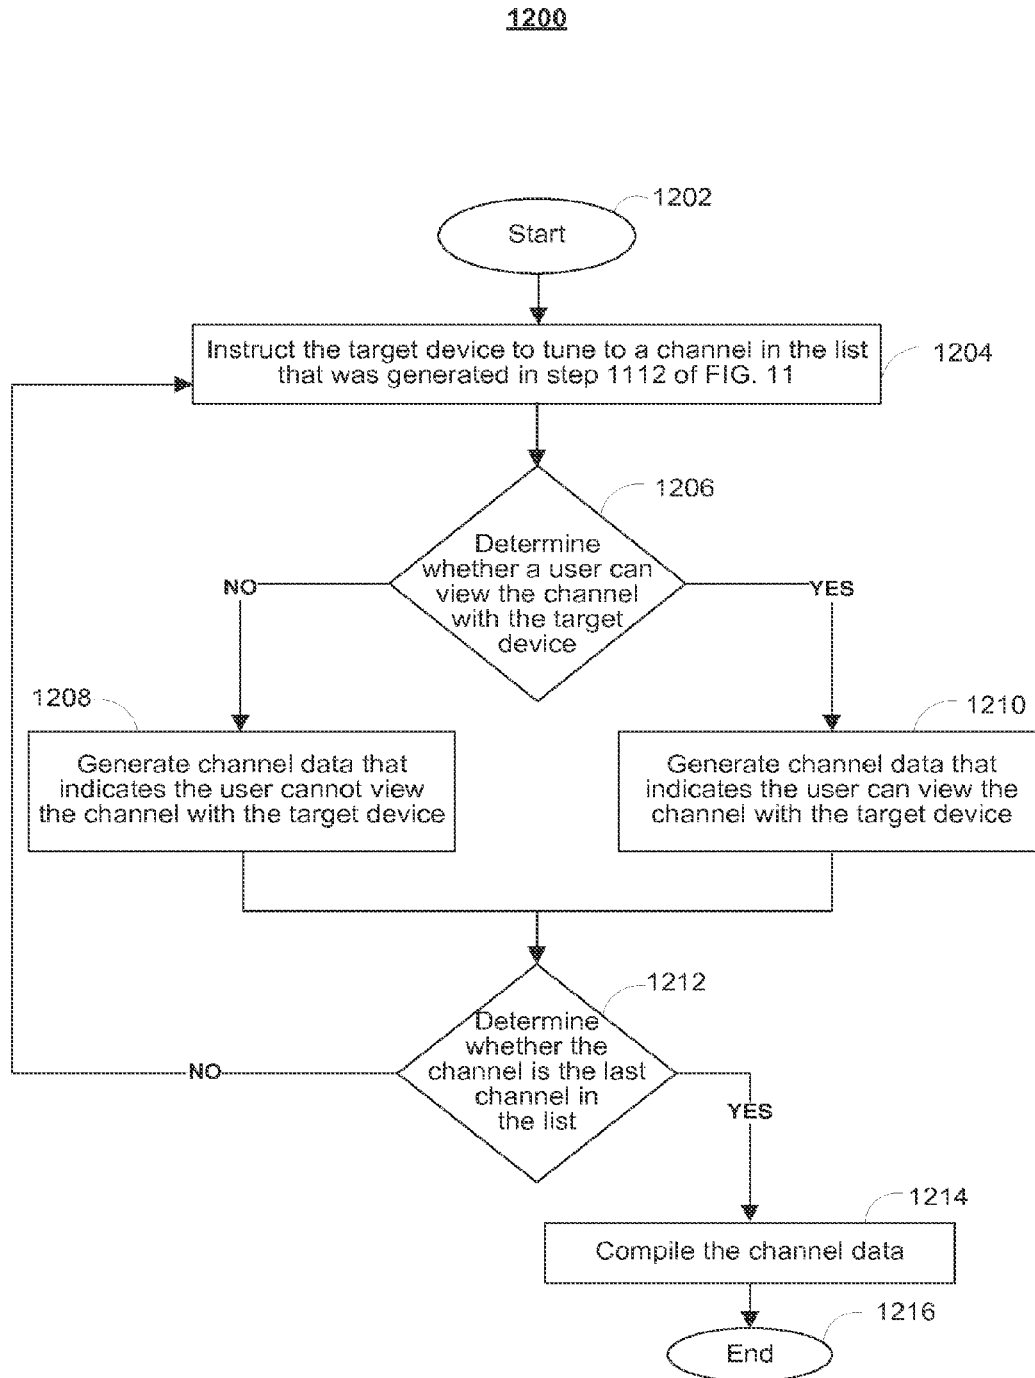 1200
1202
Start
Instruct the target device to tune to a channel in the list
that was generated in step 1112 of FIG. 11
1204
1206
Determine
whether a user can
view the channel
with the target
device
NO
YES
1208
1210
Generate channel data that
indicates the user cannot view
the channel with the target device
Generate channel data that
indicates the user can view the
channel with the target device
1212
Determine
whether the
channel is the last
channel in
the list
NO
YES
1214
Compile the channel data
1216
End